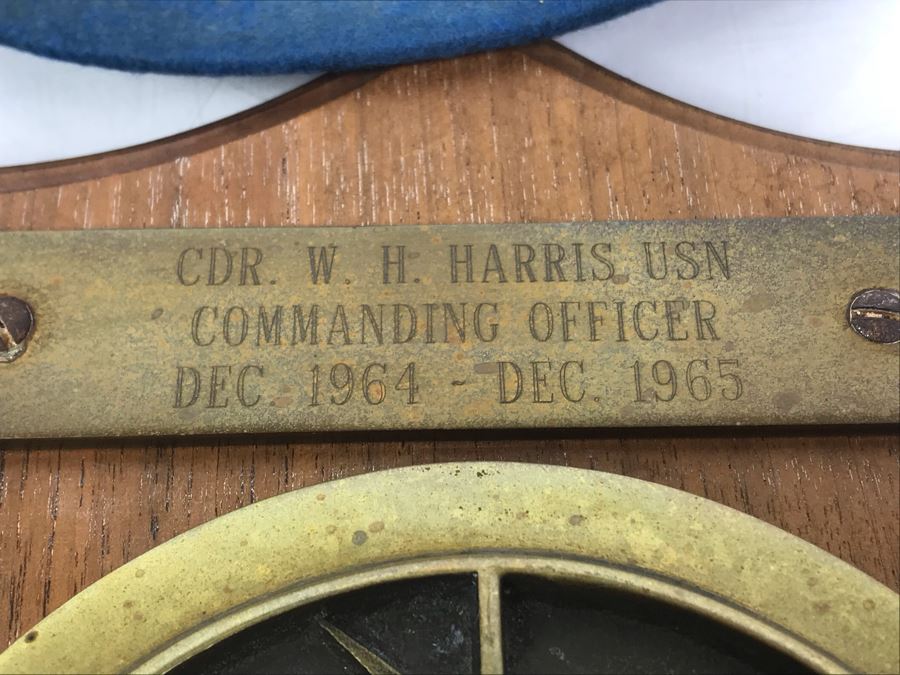 CDR. W. H. HARRIS USN
COMMANDING OFFICER
DEC. 1964 - DEC. 1965